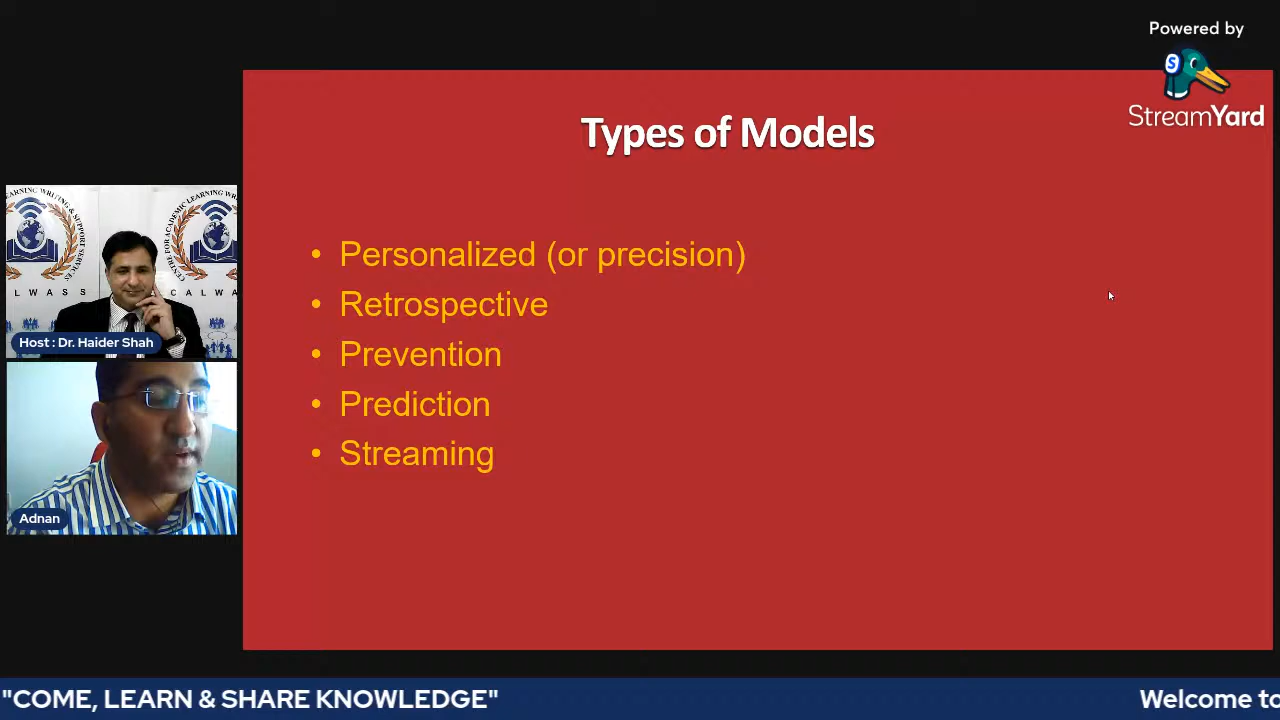 Powered by
StreamYard
Types of Models
• Personalized (or precision)
• Retrospective
• Prevention
• Prediction
• Streaming
Host : Dr. Haider Shah
Adnan
"COME, LEARN & SHARE KNOWLEDGE"
Welcome to